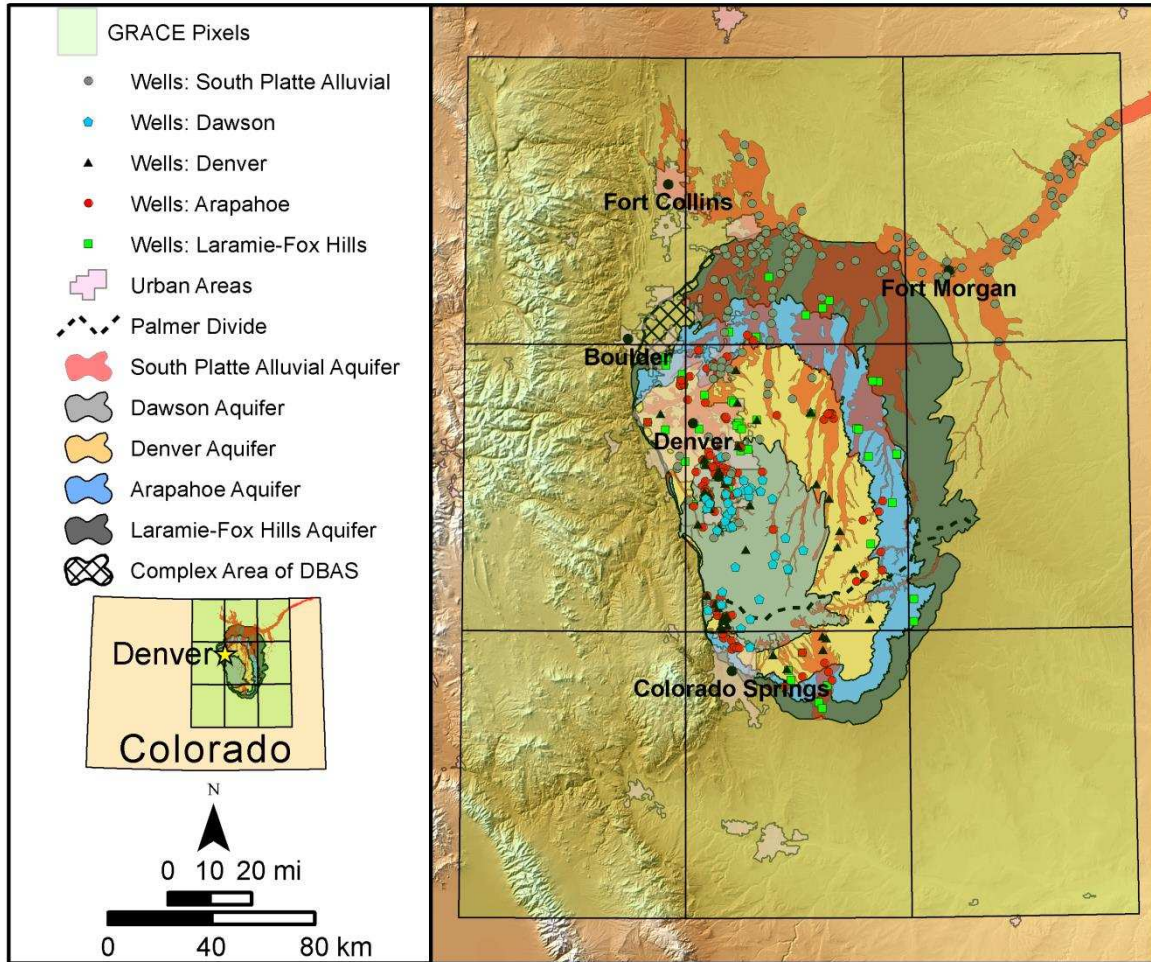 GRACE Pixels
Wells: South Platte Alluvial
Wells: Dawson
Wells: Denver
Wells: Arapahoe
Wells: Laramie-Fox Hills
Urban Areas
Palmer Divide
South Platte Alluvial Aquifer
Dawson Aquifer
Denver Aquifer
Arapahoe Aquifer
Laramie-Fox Hills Aquifer
Complex Area of DBAS
Denver
Colorado
N
0 10 20 mi
0 40 80 km
Fort Collins
Fort Morgan
Boulder
Denver
Colorado Springs